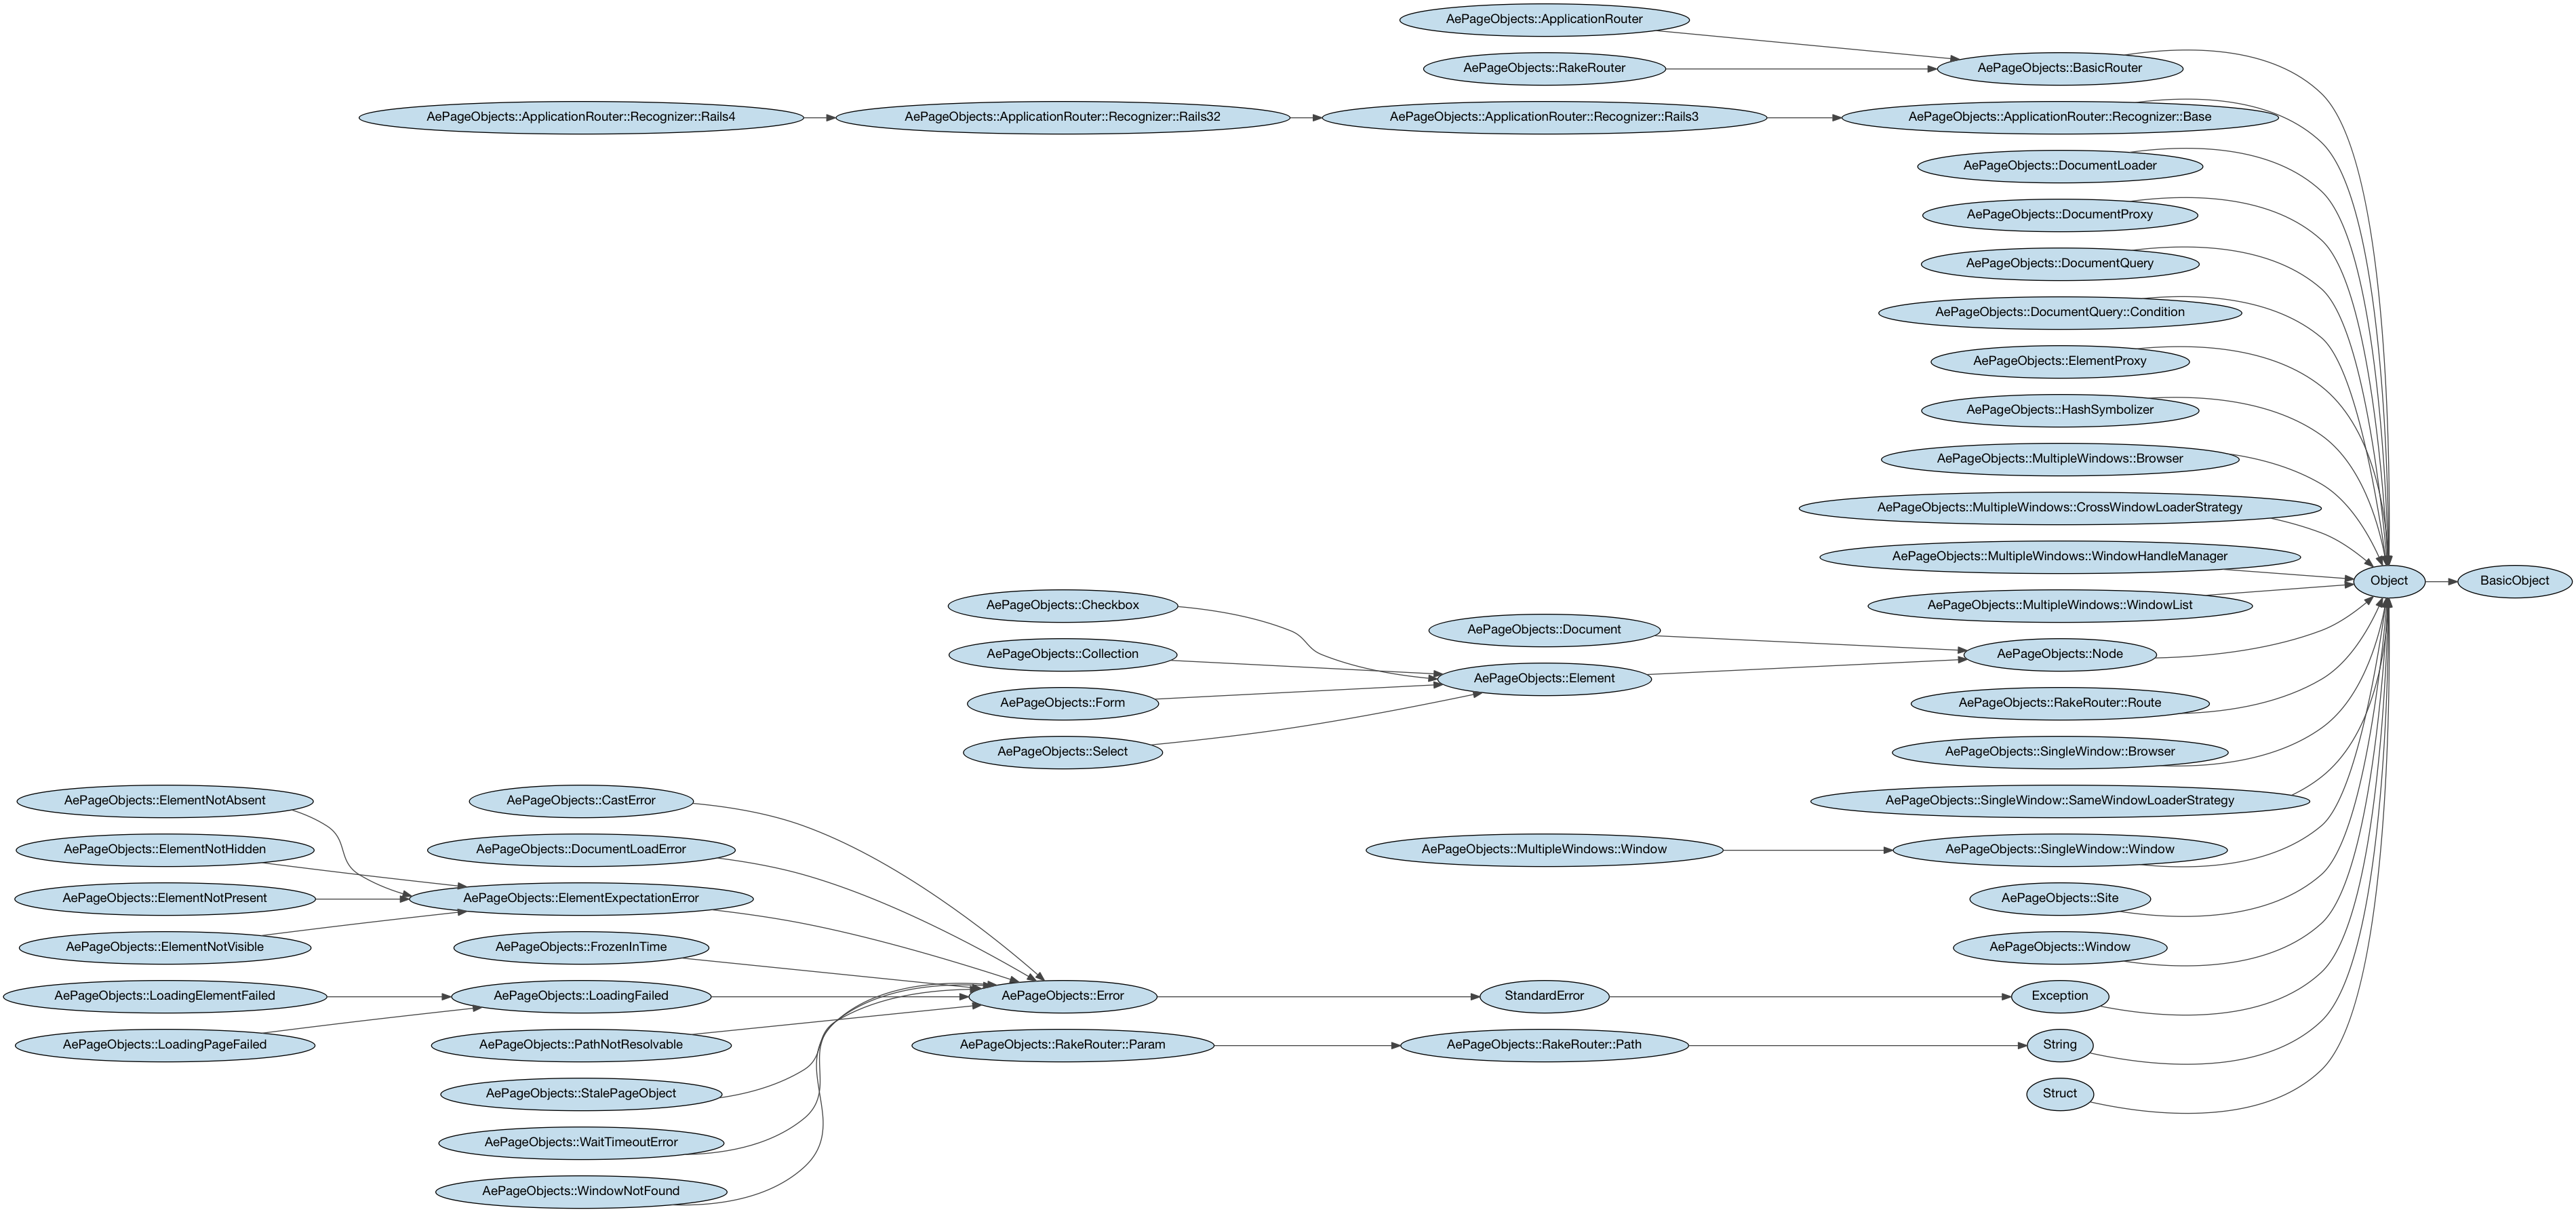 AePageObjects::ApplicationRouter
AePageObjects::RakeRouter
AePageObjects::BasicRouter
AePageObjects::ApplicationRouter::Recognizer::Rails4
AePageObjects::ApplicationRouter::Recognizer::Rails32
AePageObjects::ApplicationRouter::Recognizer::Rails3
AePageObjects::ApplicationRouter::Recognizer::Base
AePageObjects::DocumentLoader
AePageObjects::DocumentProxy
AePageObjects::DocumentQuery
AePageObjects::DocumentQuery::Condition
AePageObjects::ElementProxy
AePageObjects::HashSymbolizer
AePageObjects::MultipleWindows::Browser
AePageObjects::MultipleWindows::CrossWindowLoaderStrategy
AePageObjects::MultipleWindows::WindowHandleManager
Object
BasicObject
AePageObjects::Checkbox
AePageObjects::MultipleWindows::WindowList
AePageObjects::Document
AePageObjects::Collection
AePageObjects::Node
AePageObjects::Element
AePageObjects::Form
AePageObjects::RakeRouter::Route
AePageObjects::Select
AePageObjects::SingleWindow::Browser
AePageObjects::ElementNotAbsent
AePageObjects::CastError
AePageObjects::SingleWindow::SameWindowLoaderStrategy
AePageObjects::ElementNotHidden
AePageObjects::DocumentLoadError
AePageObjects::MultipleWindows::Window
AePageObjects::SingleWindow::Window
AePageObjects::ElementNotPresent
AePageObjects::ElementExpectationError
AePageObjects::Site
AePageObjects::ElementNotVisible
AePageObjects::FrozenInTime
AePageObjects::Window
AePageObjects::LoadingElementFailed
AePageObjects::LoadingFailed
AePageObjects::Error
StandardError
Exception
AePageObjects::LoadingPageFailed
AePageObjects::PathNotResolvable
AePageObjects::RakeRouter::Param
AePageObjects::RakeRouter::Path
String
AePageObjects::StalePageObject
Struct
AePageObjects::WaitTimeoutError
AePageObjects::WindowNotFound